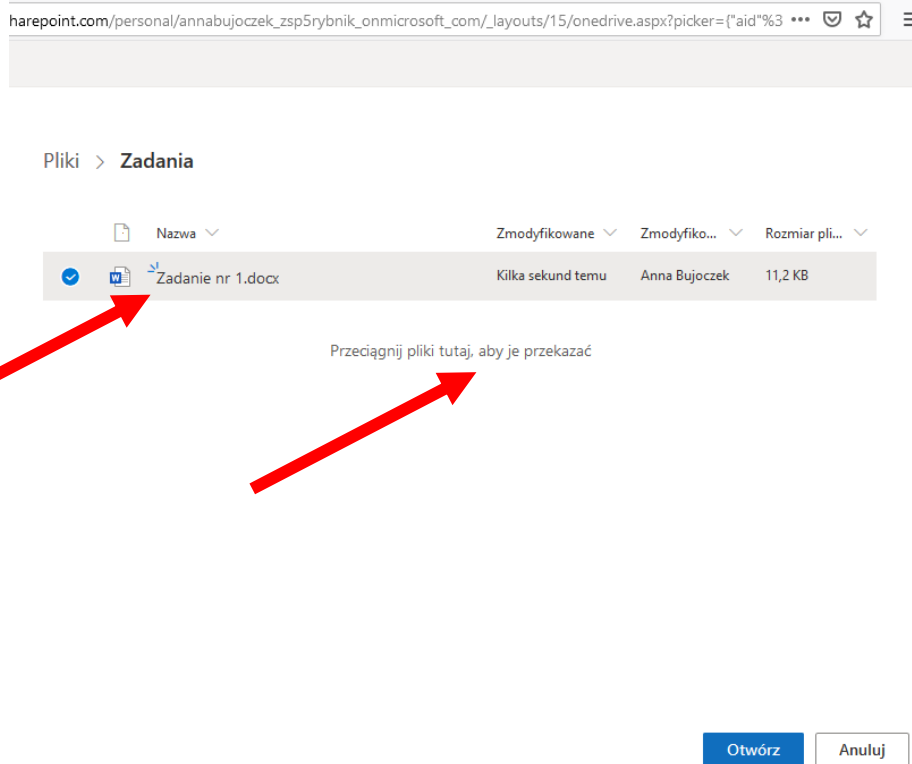 harepoint.com/personal/annabujoczek_zsp5rybnik_onmicrosoft_com/_layouts/15/onedrive.aspx?picker={"aid"%3
Pliki > Zadania
Nazwa Zmodyfikowane Zmodyfiko... Rozmiar pli...
Zadanie nr 1.docx Kilka sekund temu Anna Bujoczek 11,2 KB
Przeciągnij pliki tutaj, aby je przekazać
Otwórz Anuluj